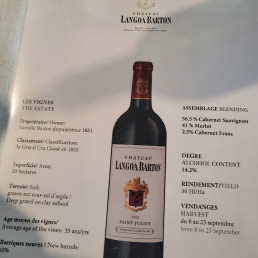 CHÂTEAU
LANGOA BARTON
LES VIGNES
THE ESTATE
Propriétaire/ Owner:
Famille Barton depuis/since 1821
Classement/ Classification:
3e Grand Cru Classé en 1855
Superficie/ Area:
20 hectares
Terroir/ Soil:
graves sur sous-sol d'argile /
Deep gravel on clay subsoil
Age moyen des vignes/
Average age of the vines: 35 ans/yrs
Barriques neuves / New barrels:
CHÂTEAU
LANGOA BARTON
SAINT-JULIEN
ASSEMBLAGE BLENDING
56,5 % Cabernet Sauvignon
41 % Merlot
2,5% Cabernet Franc
DEGRE
ALCOHOL CONTENT
14.2%
RENDEMENT/YIELD
30 Hl/Ha
VENDANGES
HARVEST
du 8 au 23 septembre
from 8 to 23 September